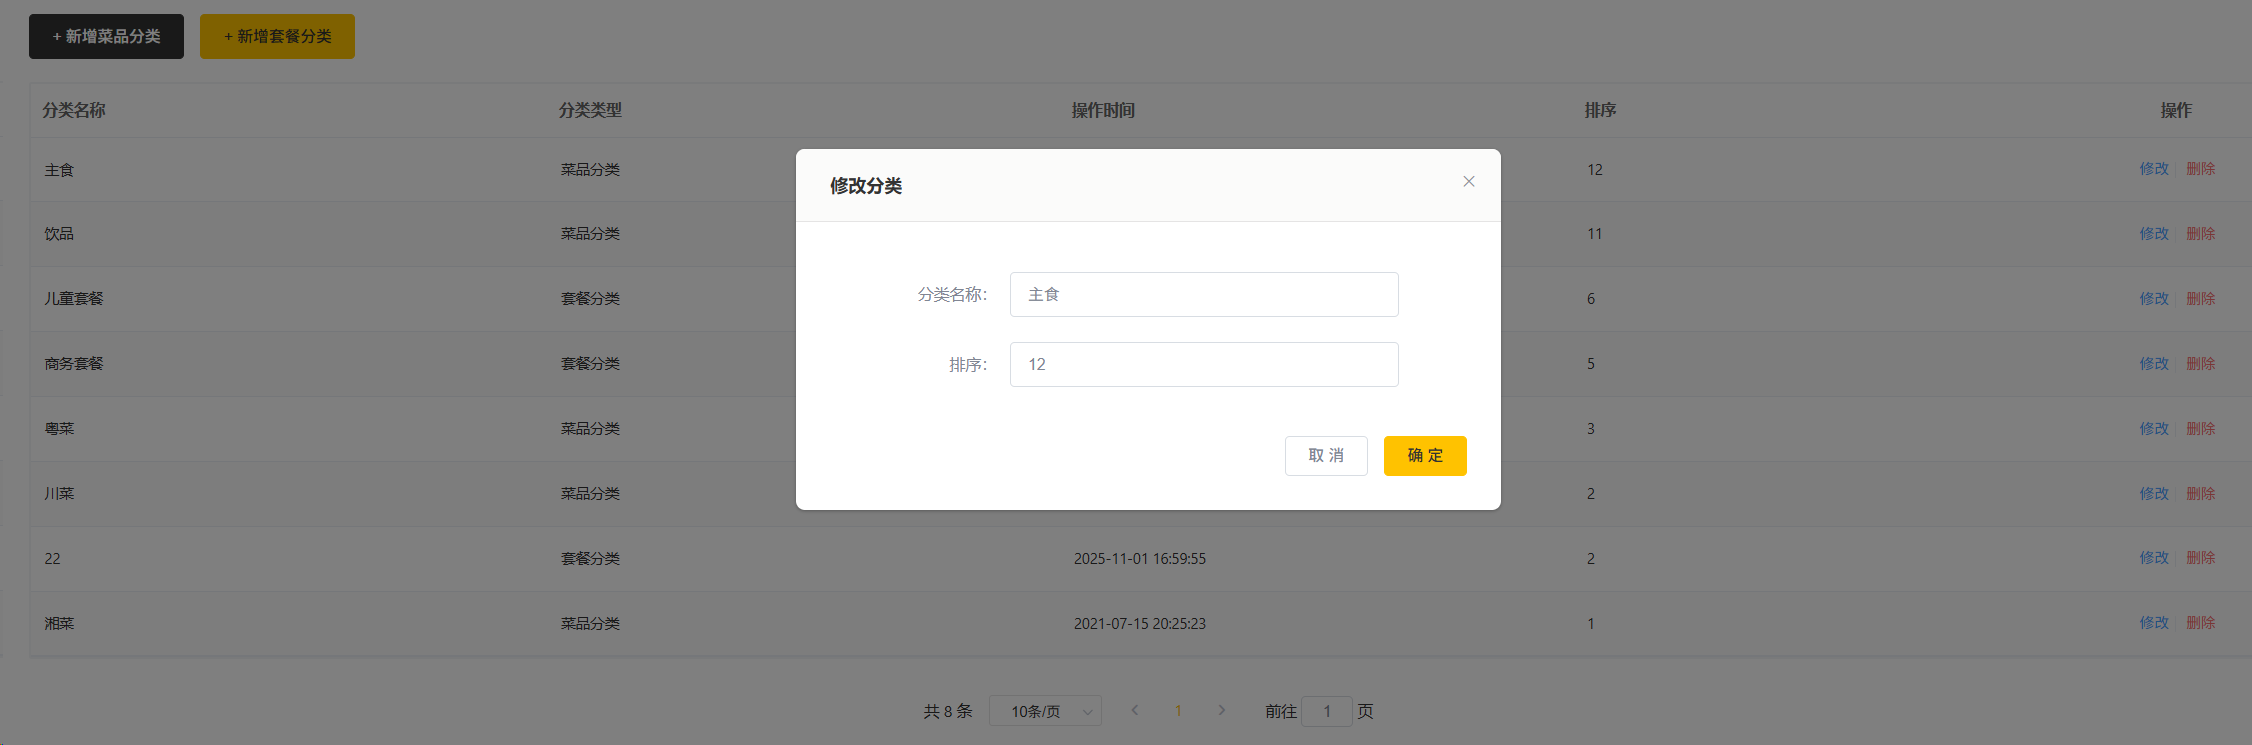 + 新增菜品分类 + 新增套餐分类
分类名称 分类类型 操作时间 排序 操作
主食 菜品分类 12 修改 删除
饮品 菜品分类 11 修改 删除
儿童套餐 套餐分类 6 修改 删除
商务套餐 套餐分类 5 修改 删除
粤菜 菜品分类 3 修改 删除
川菜 菜品分类 2 修改 删除
22 套餐分类 2025-11-01 16:59:55 2 修改 删除
湘菜 菜品分类 2021-07-15 20:25:23 1 修改 删除
共 8 条 10条/页 1 前往 1 页
修改分类
分类名称: 主食
排序: 12
取 消 确 定